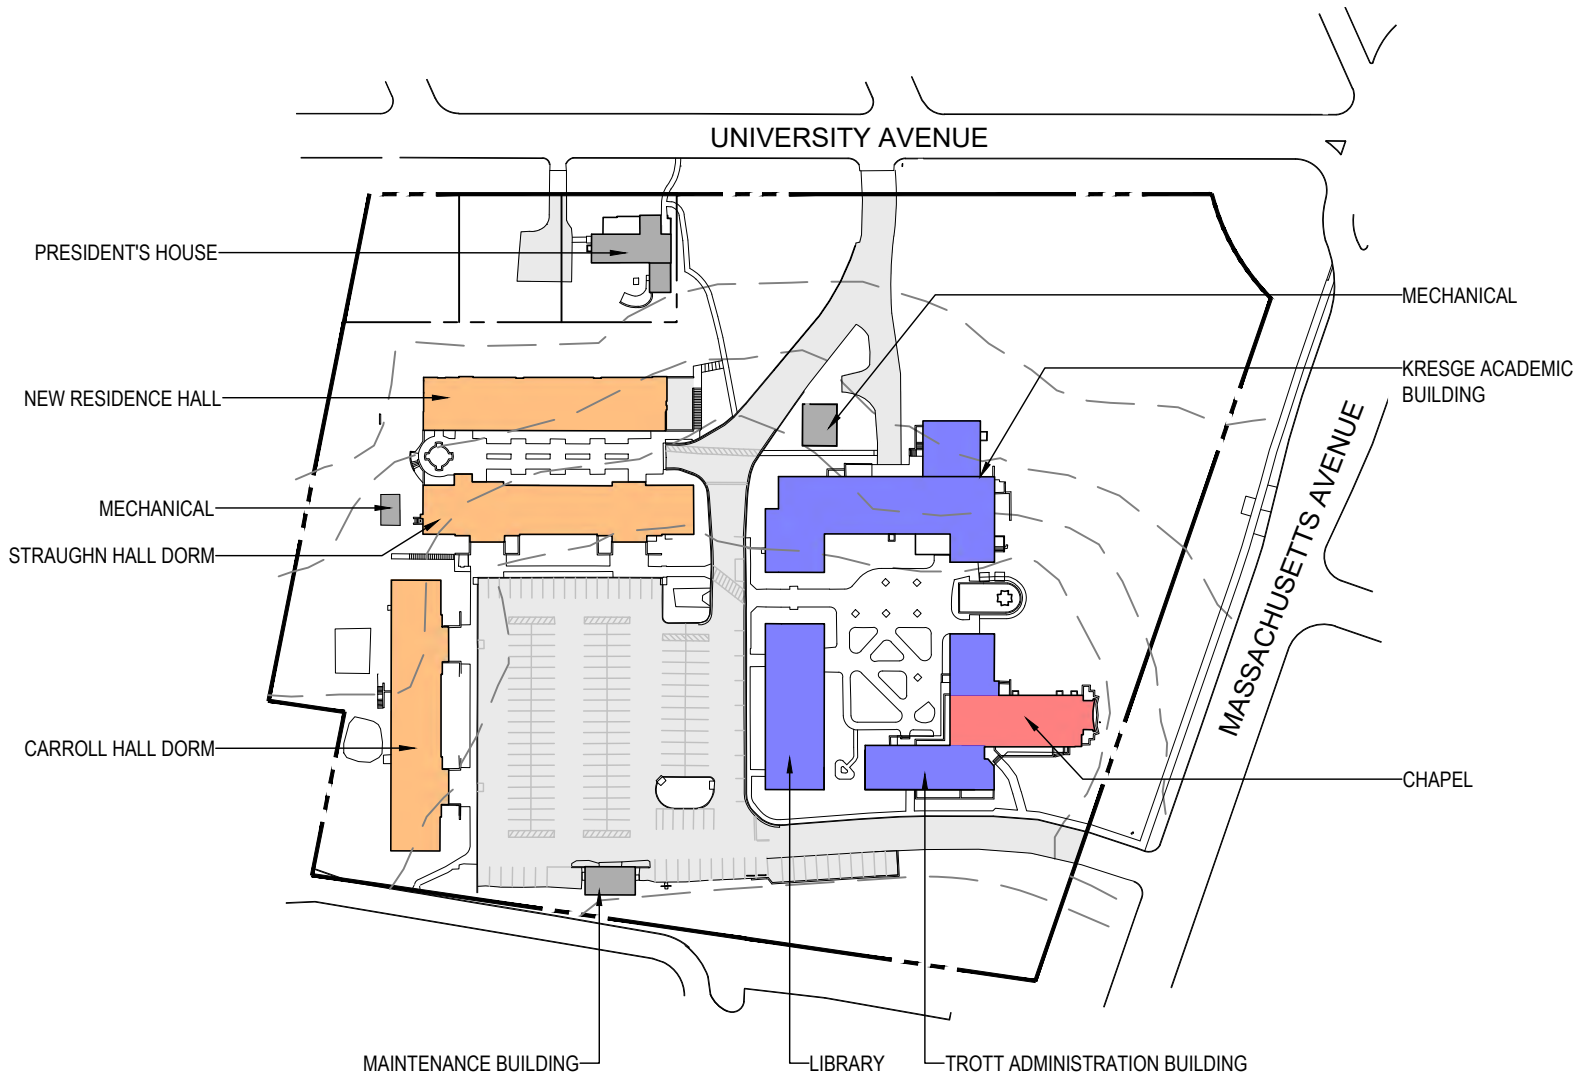 UNIVERSITY AVENUE
PRESIDENT'S HOUSE
MECHANICAL
KRESGE ACADEMIC
BUILDING
NEW RESIDENCE HALL
MASSACHUSETTS AVENUE
MECHANICAL
STRAUGHN HALL DORM
CARROLL HALL DORM
CHAPEL
MAINTENANCE BUILDING
LIBRARY
TROTT ADMINISTRATION BUILDING